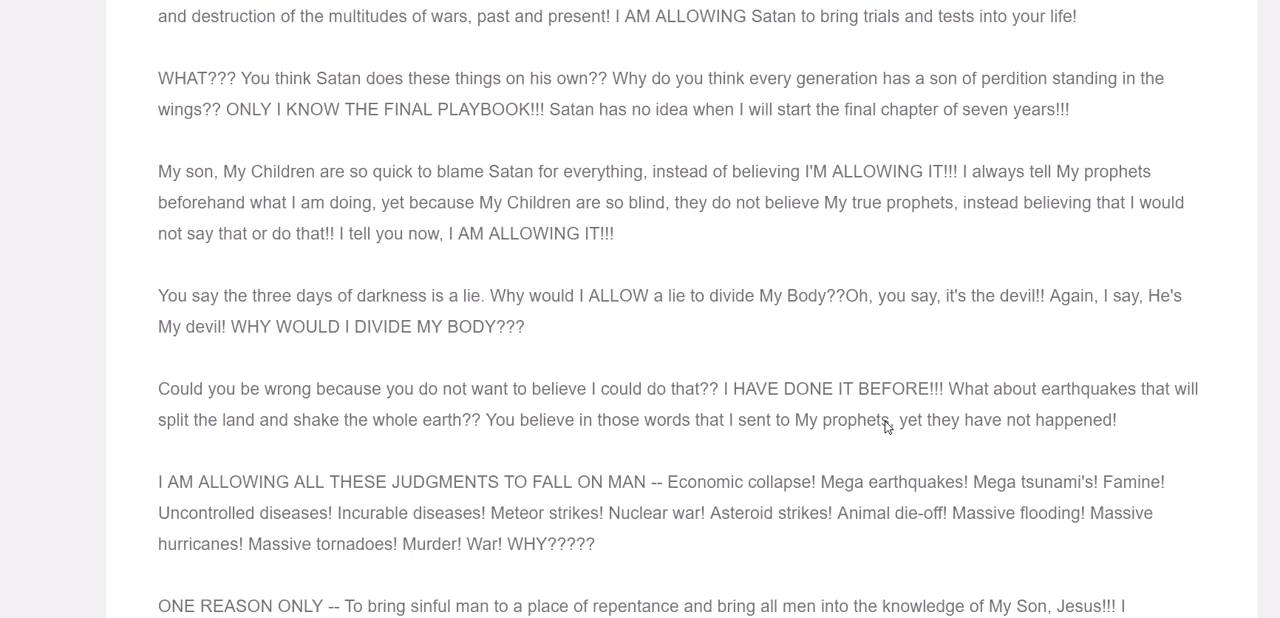 and destruction of the multitudes of wars, past and present! I AM ALLOWING Satan to bring trials and tests into your life!
WHAT??? You think Satan does these things on his own?? Why do you think every generation has a son of perdition standing in the
wings?? ONLY I KNOW THE FINAL PLAYBOOK!!! Satan has no idea when I will start the final chapter of seven years!!!
My son, My Children are so quick to blame Satan for everything, instead of believing I'M ALLOWING IT!!! I always tell My prophets
beforehand what I am doing, yet because My Children are so blind, they do not believe My true prophets, instead believing that I would
not say that or do that!! I tell you now, I AM ALLOWING IT!!!
You say the three days of darkness is a lie. Why would I ALLOW a lie to divide My Body??Oh, you say, it's the devil!! Again, I say, He's
My devil! WHY WOULD I DIVIDE MY BODY???
Could you be wrong because you do not want to believe I could do that?? I HAVE DONE IT BEFORE!!! What about earthquakes that will
split the land and shake the whole earth?? You believe in those words that I sent to My prophets, yet they have not happened!
I AM ALLOWING ALL THESE JUDGMENTS TO FALL ON MAN -- Economic collapse! Mega earthquakes! Mega tsunami's! Famine!
Uncontrolled diseases! Incurable diseases! Meteor strikes! Nuclear war! Asteroid strikes! Animal die-off! Massive flooding! Massive
hurricanes! Massive tornadoes! Murder! War! WHY?????
ONE REASON ONLY -- To bring sinful man to a place of repentance and bring all men into the knowledge of My Son, Jesus!!! I